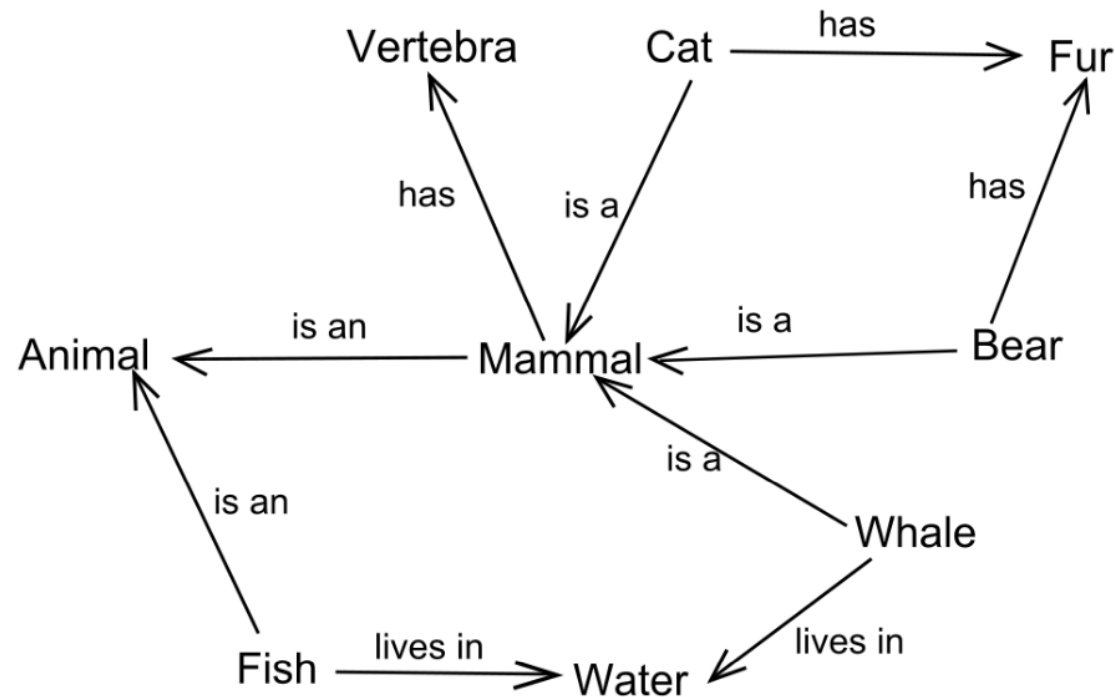 Vertebra
Cat
has
Fur
has
is a
has
Animal
is an
Mammal
is a
Bear
is an
is a
Whale
Fish
lives in
Water
lives in